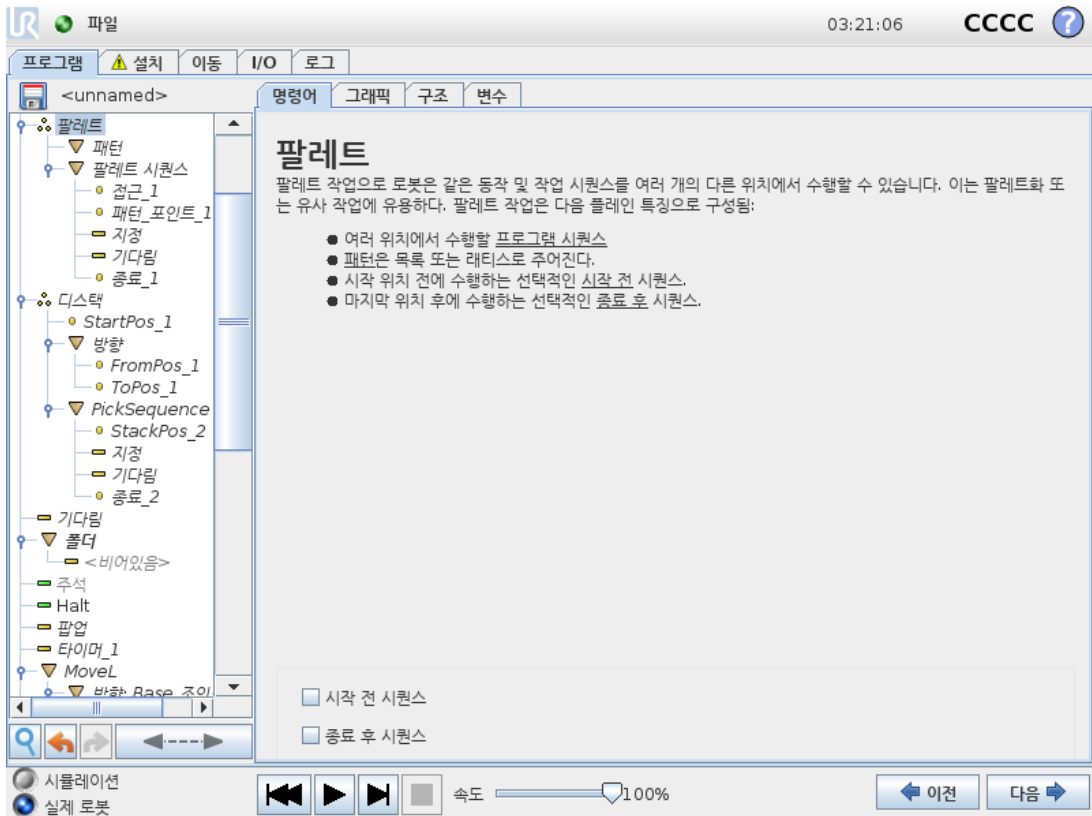 UR 파일 03:21:06 CCCC ?
프로그램 설치 이동 I/O 로그
<unnamed>
명령어 그래픽 구조 변수
팔레트
패턴
팔레트 시퀀스
접근_1
패턴_포인트_1
지정
기다림
종료_1
디스택
StartPos_1
방향
FromPos_1
ToPos_1
PickSequence
StackPos_2
지정
기다림
종료_2
기다림
폴더
<비어있음>
주석
Halt
팝업
타이머_1
MoveL
방향: Base 조인
팔레트
팔레트 작업으로 로봇은 같은 동작 및 작업 시퀀스를 여러 개의 다른 위치에서 수행할 수 있습니다. 이는 팔레트화 또
는 유사 작업에 유용하다. 팔레트 작업은 다음 플레인 특징으로 구성됨:
● 여러 위치에서 수행할 프로그램 시퀀스
● 패턴은 목록 또는 래티스로 주어진다.
● 시작 위치 전에 수행하는 선택적인 시작 전 시퀀스.
● 마지막 위치 후에 수행하는 선택적인 종료 후 시퀀스.
시작 전 시퀀스
종료 후 시퀀스
시뮬레이션
실제 로봇
속도 100%
이전 다음